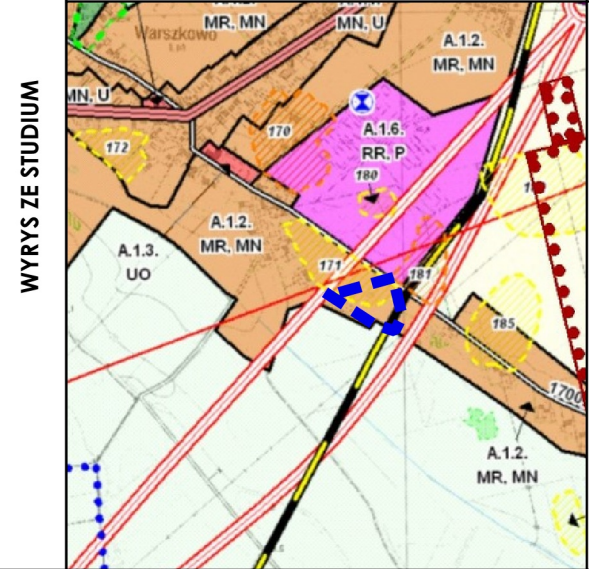 WYRYS ZE STUDIUM
MR, MN
MN, U
Warszkowo
A.1.2.
MR, MN
MN, U
170
A.1.6.
RR, P
172
180
A.1.2.
MR, MN
A.1.3.
UO
171
181
185
1700
A.1.2.
MR, MN